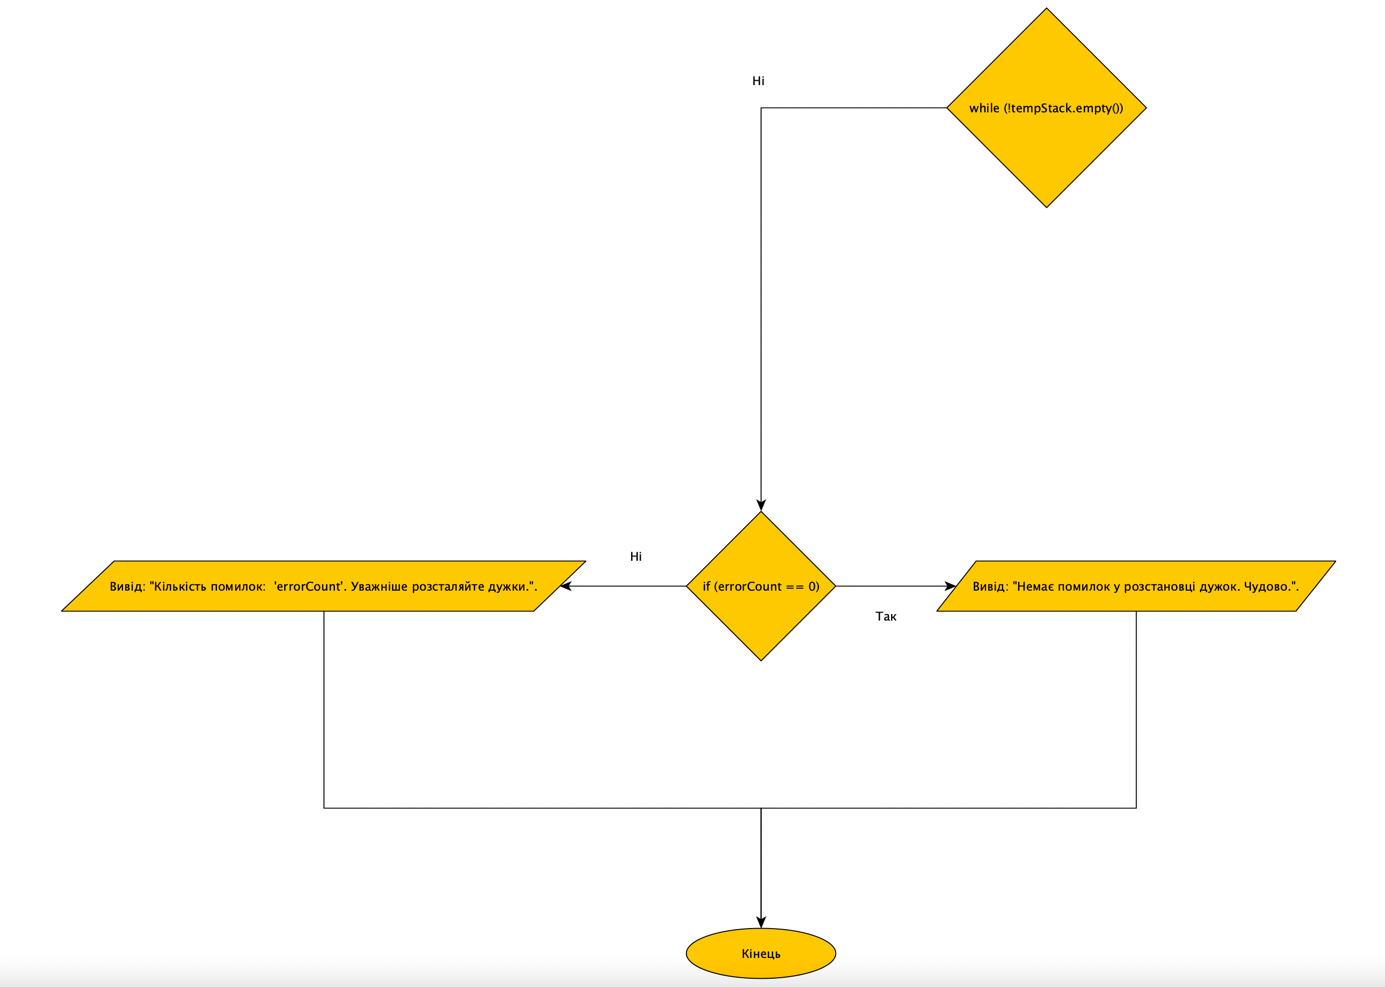 Ні
while (!tempStack.empty())
Ні
Вивід: "Кількість помилок:  'errorCount'. Уважніше розсталяйте дужки.".
if (errorCount == 0)
Вивід: "Немає помилок у розстановці дужок. Чудово.".
Так
Кінець